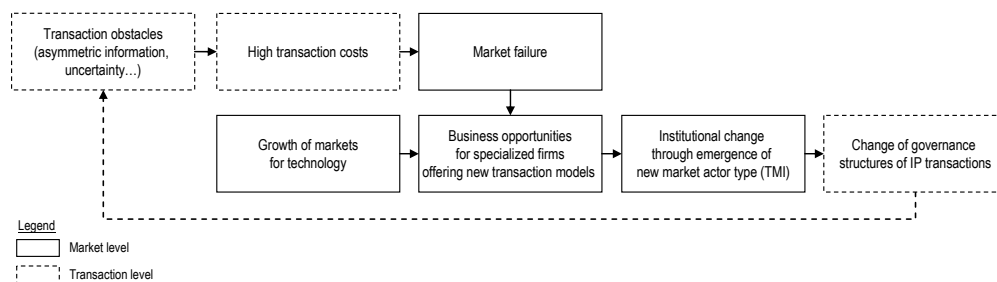 Transaction obstacles
(asymmetric information,
uncertainty…)
High transaction costs
Market failure
Growth of markets
for technology
Business opportunities
for specialized firms
offering new transaction models
Institutional change
through emergence of
new market actor type (TMI)
Change of governance
structures of IP transactions
Legend
Market level
Transaction level